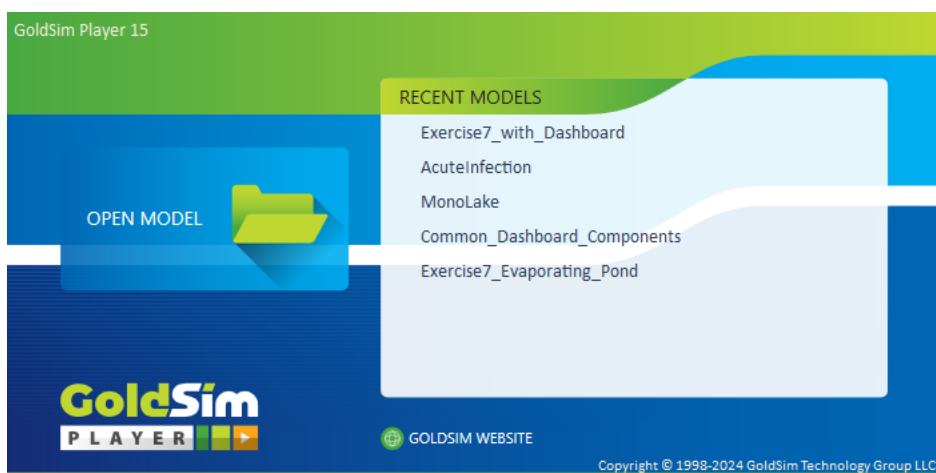 GoldSim Player 15
RECENT MODELS
Exercise7_with_Dashboard
AcuteInfection
MonoLake
Common_Dashboard_Components
Exercise7_Evaporating_Pond
OPEN MODEL
GoldSim
PLAYER
GOLDSIM WEBSITE
Copyright © 1998-2024 GoldSim Technology Group LLC